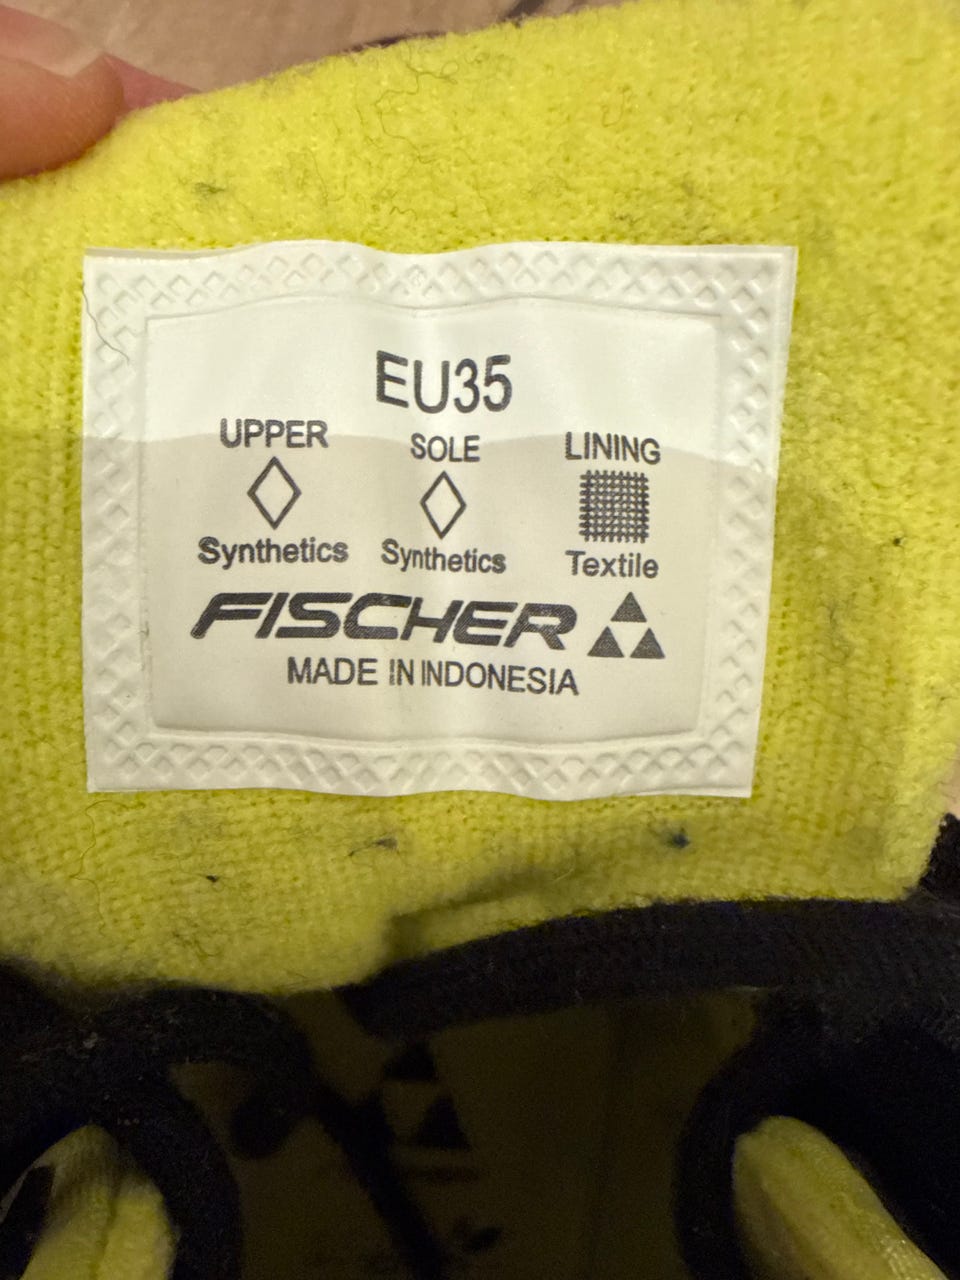 EU35
UPPER SOLE LINING
Synthetics Synthetics Textile
FISCHER
MADE IN INDONESIA